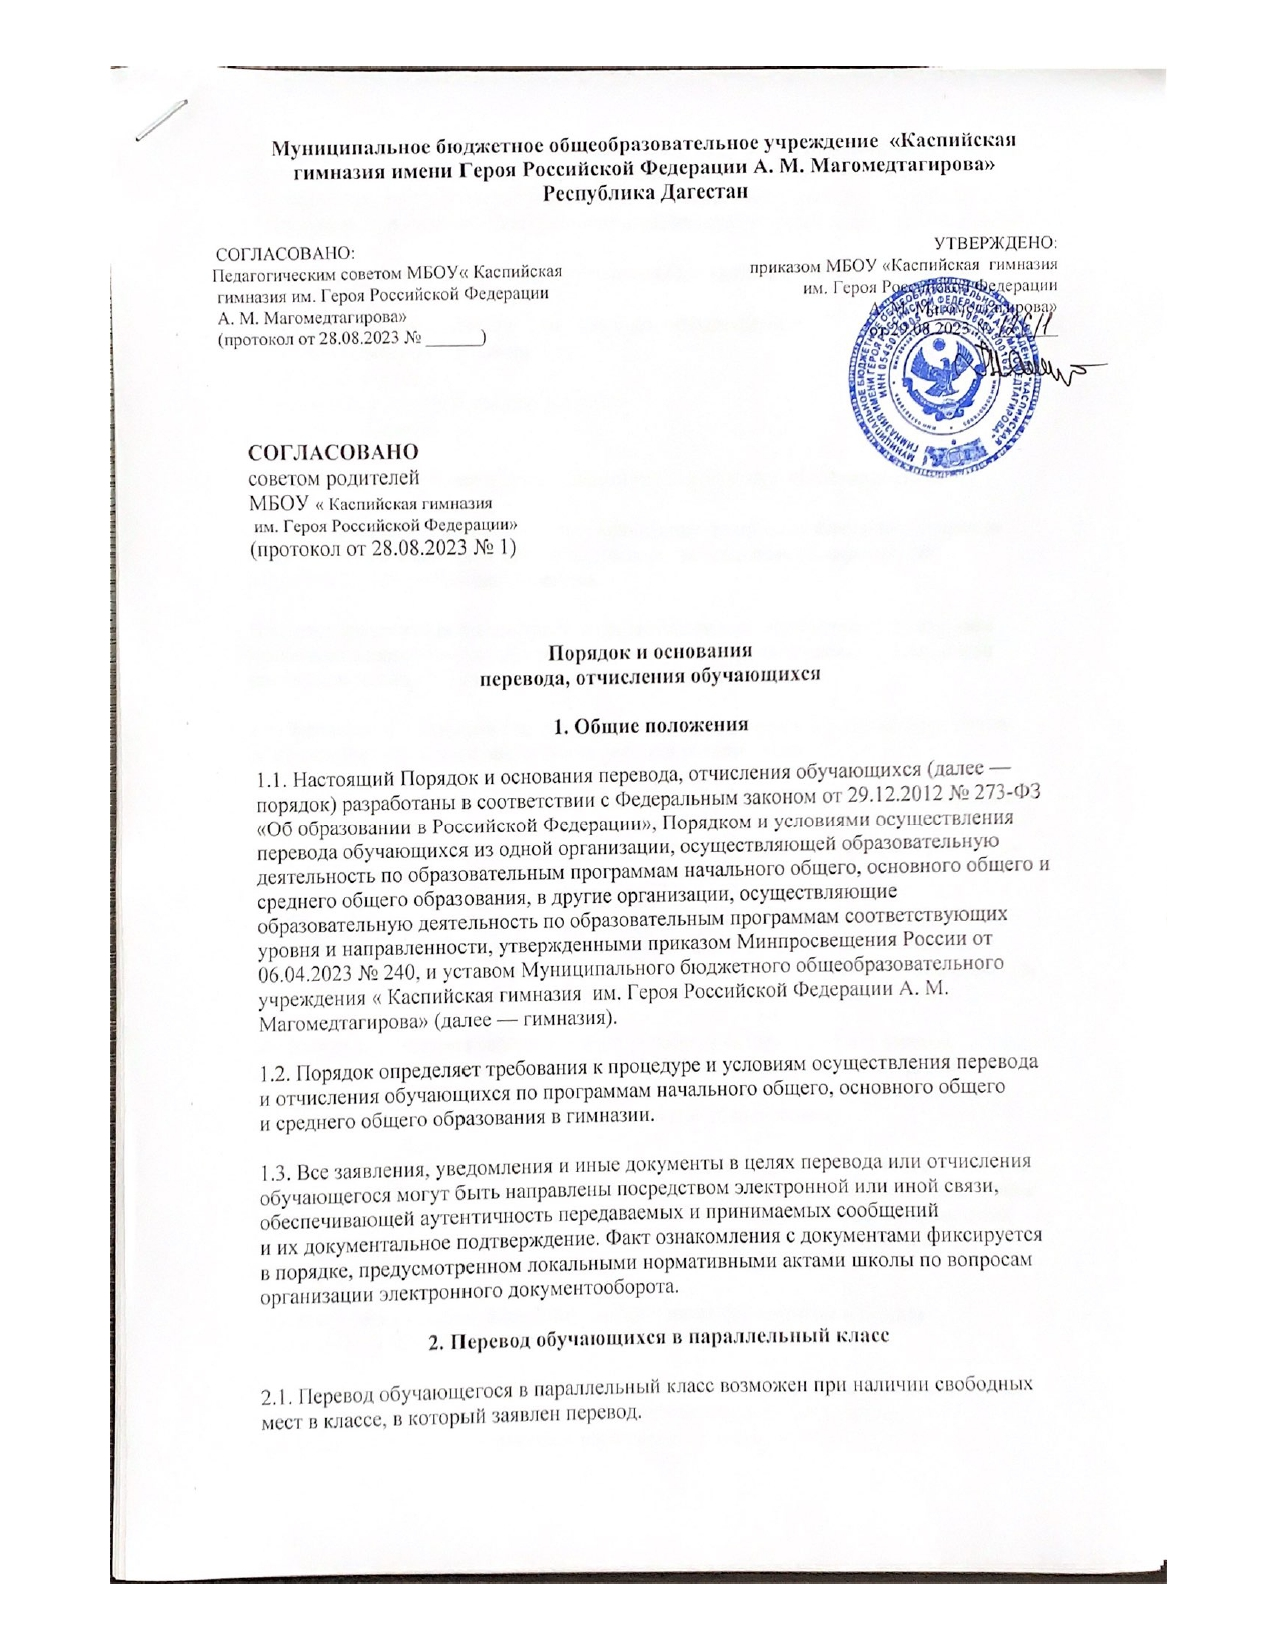 Муниципальное бюджетное общеобразовательное учреждение «Каспийская
гимназия имени Героя Российской Федерации А. М. Магомедтагирова»
Республика Дагестан
СОГЛАСОВАНО:
Педагогическим советом МБОУ« Каспийская
гимназия им. Героя Российской Федерации
А. М. Магомедтагирова»
(протокол от 28.08.2023 № ______)
УТВЕРЖДЕНО:
приказом МБОУ «Каспийская гимназия
им. Героя Российской Федерации
А. М. Магомедтагирова»
от 29.08.2023
СОГЛАСОВАНО
советом родителей
МБОУ « Каспийская гимназия
им. Героя Российской Федерации»
(протокол от 28.08.2023 № 1)
Порядок и основания
перевода, отчисления обучающихся
1. Общие положения
1.1. Настоящий Порядок и основания перевода, отчисления обучающихся (далее —
порядок) разработаны в соответствии с Федеральным законом от 29.12.2012 № 273-ФЗ
«Об образовании в Российской Федерации», Порядком и условиями осуществления
перевода обучающихся из одной организации, осуществляющей образовательную
деятельность по образовательным программам начального общего, основного общего и
среднего общего образования, в другие организации, осуществляющие
образовательную деятельность по образовательным программам соответствующих
уровня и направленности, утвержденными приказом Минпросвещения России от
06.04.2023 № 240, и уставом Муниципального бюджетного общеобразовательного
учреждения « Каспийская гимназия им. Героя Российской Федерации А. М.
Магомедтагирова» (далее — гимназия).
1.2. Порядок определяет требования к процедуре и условиям осуществления перевода
и отчисления обучающихся по программам начального общего, основного общего
и среднего общего образования в гимназии.
1.3. Все заявления, уведомления и иные документы в целях перевода или отчисления
обучающегося могут быть направлены посредством электронной или иной связи,
обеспечивающей аутентичность передаваемых и принимаемых сообщений
и их документальное подтверждение. Факт ознакомления с документами фиксируется
в порядке, предусмотренном локальными нормативными актами школы по вопросам
организации электронного документооборота.
2. Перевод обучающихся в параллельный класс
2.1. Перевод обучающегося в параллельный класс возможен при наличии свободных
мест в классе, в который заявлен перевод.